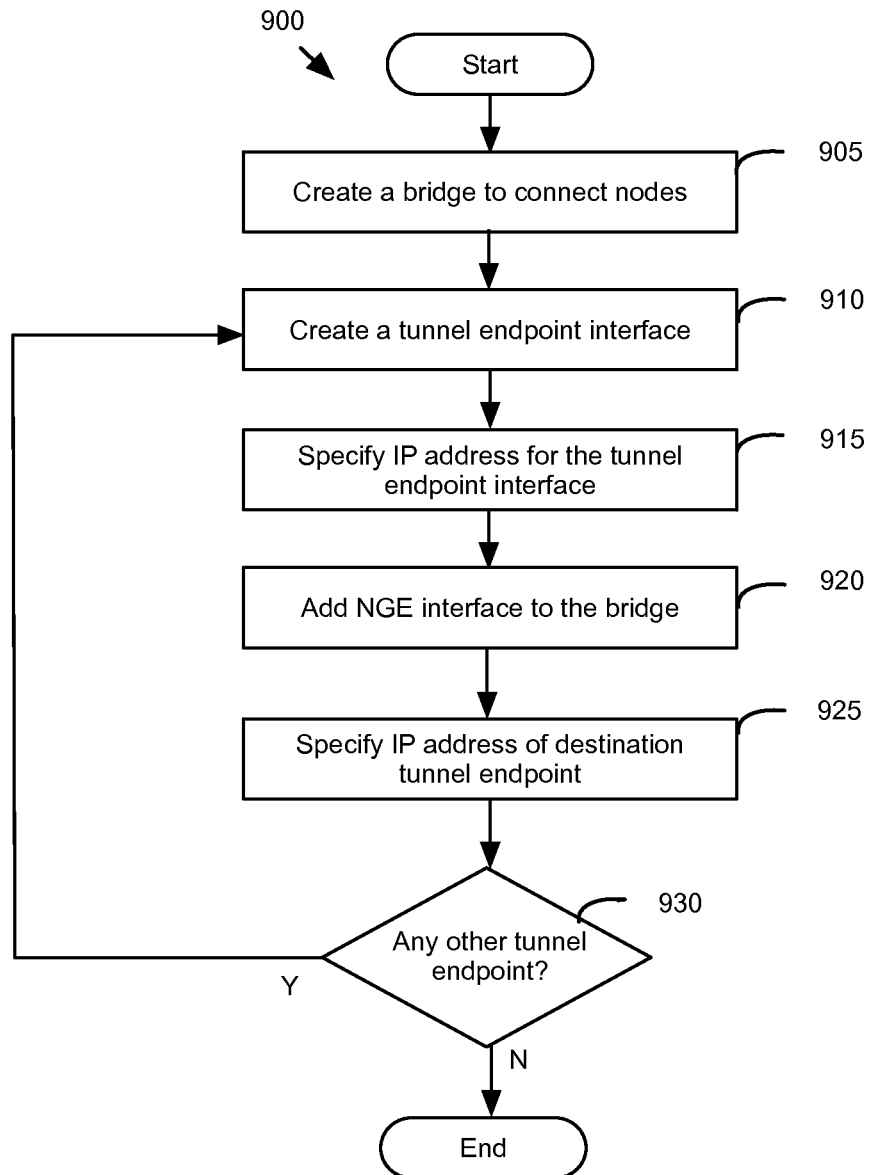 900
Start
905
Create a bridge to connect nodes
910
Create a tunnel endpoint interface
915
Specify IP address for the tunnel
endpoint interface
920
Add NGE interface to the bridge
925
Specify IP address of destination
tunnel endpoint
930
Any other tunnel
endpoint?
Y
N
End